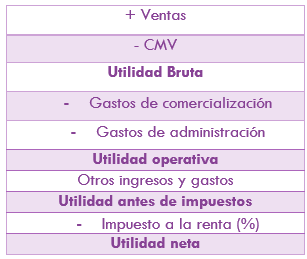 + Ventas
- CMV
Utilidad Bruta
- Gastos de comercialización
- Gastos de administración
Utilidad operativa
Otros ingresos y gastos
Utilidad antes de impuestos
- Impuesto a la renta (%)
Utilidad neta